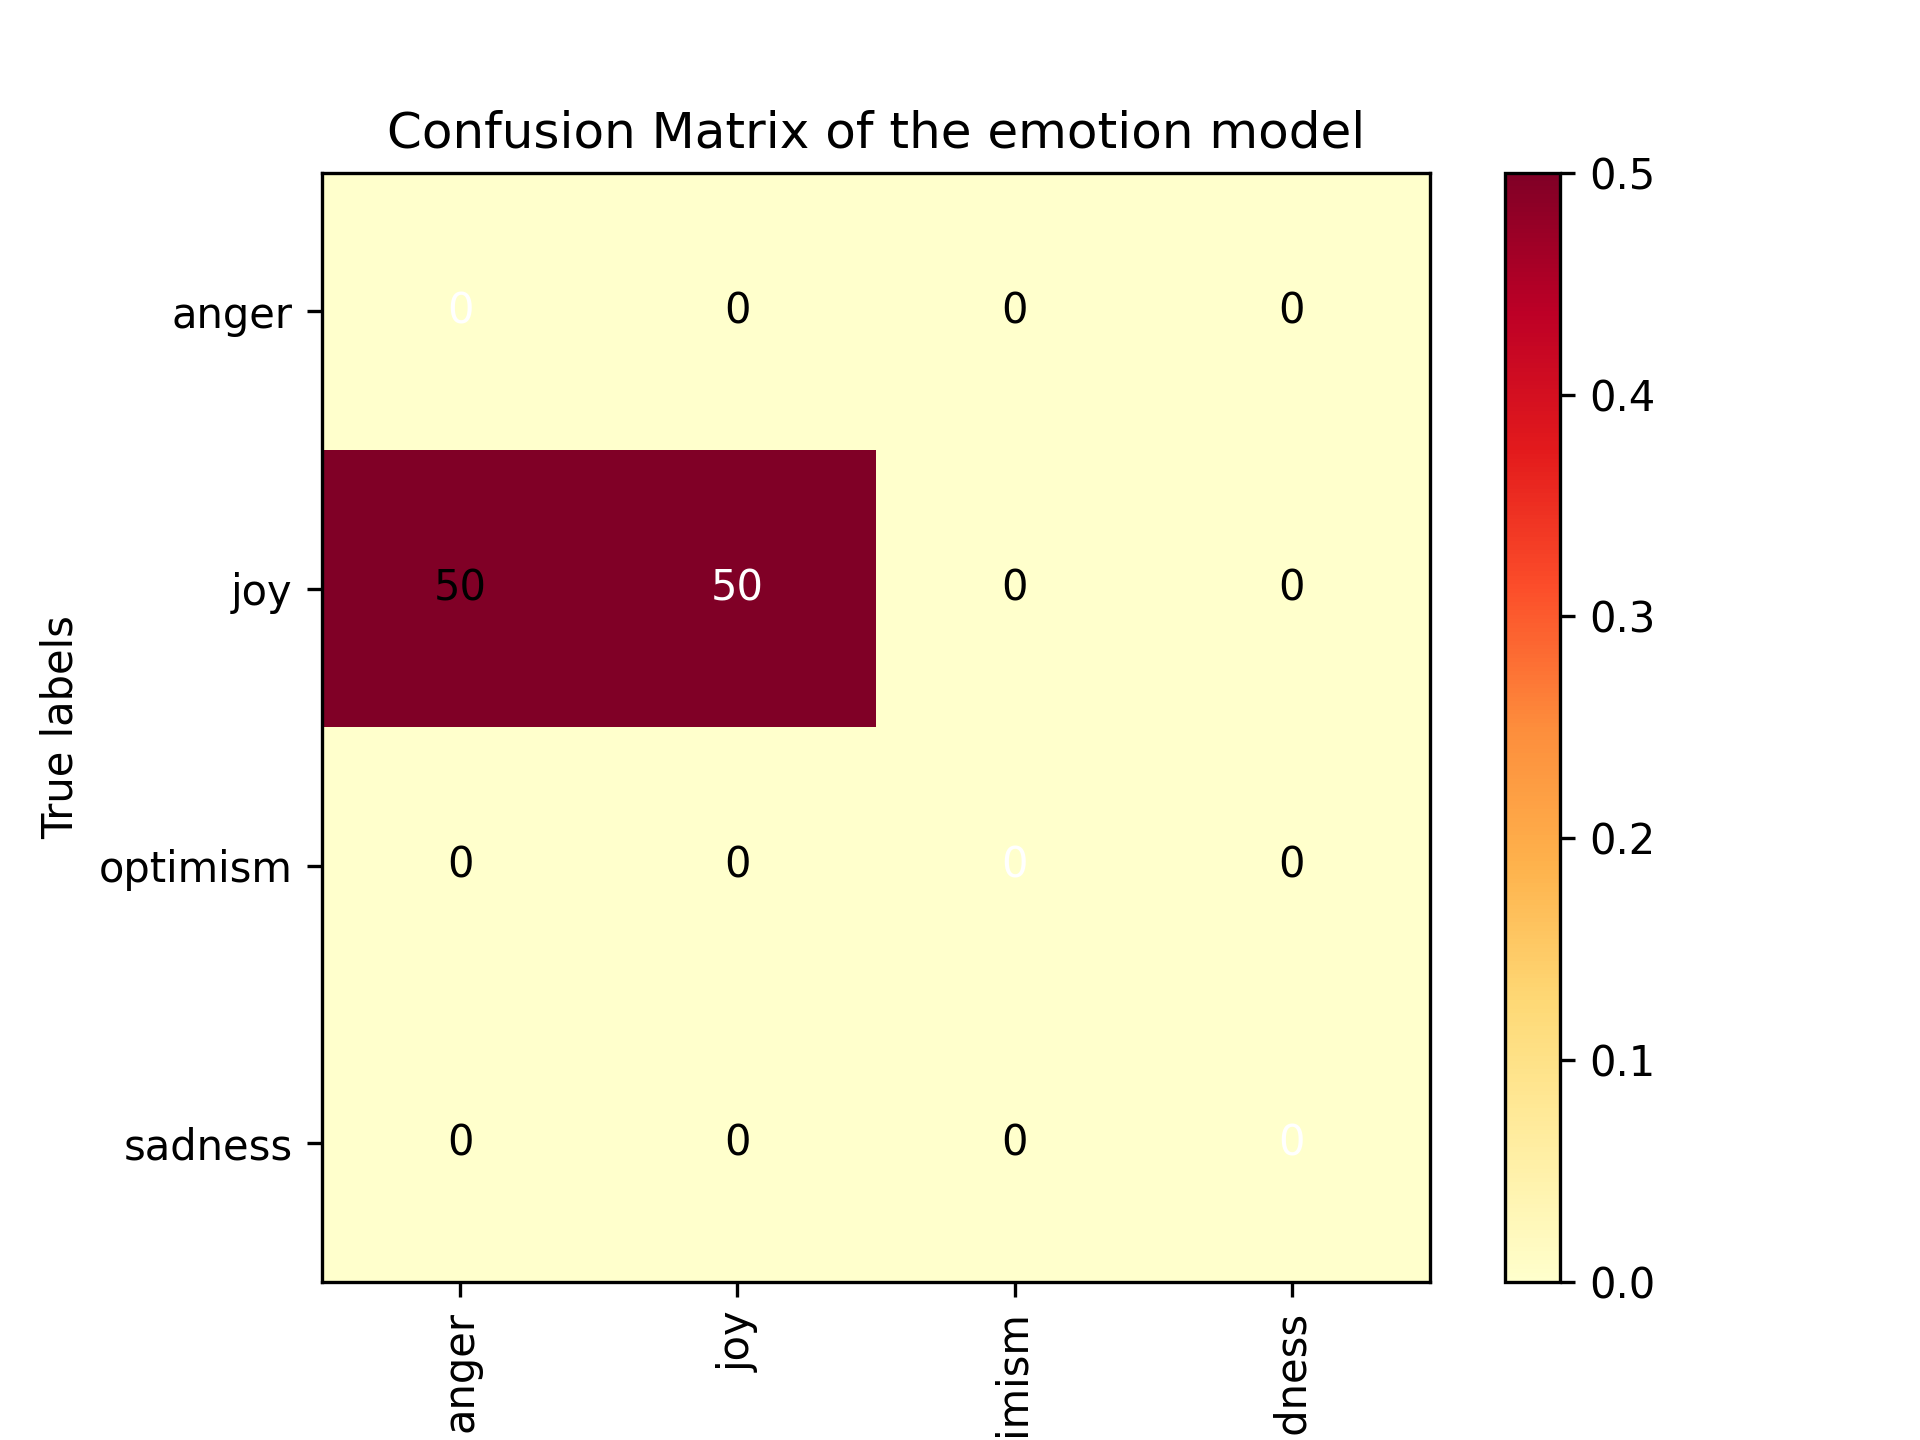 Confusion Matrix of the emotion model
anger 0 0 0 0
joy 50 50 0 0
optimism 0 0 0 0
sadness 0 0 0 0
True labels
anger joy imism dness
0.5
0.4
0.3
0.2
0.1
0.0